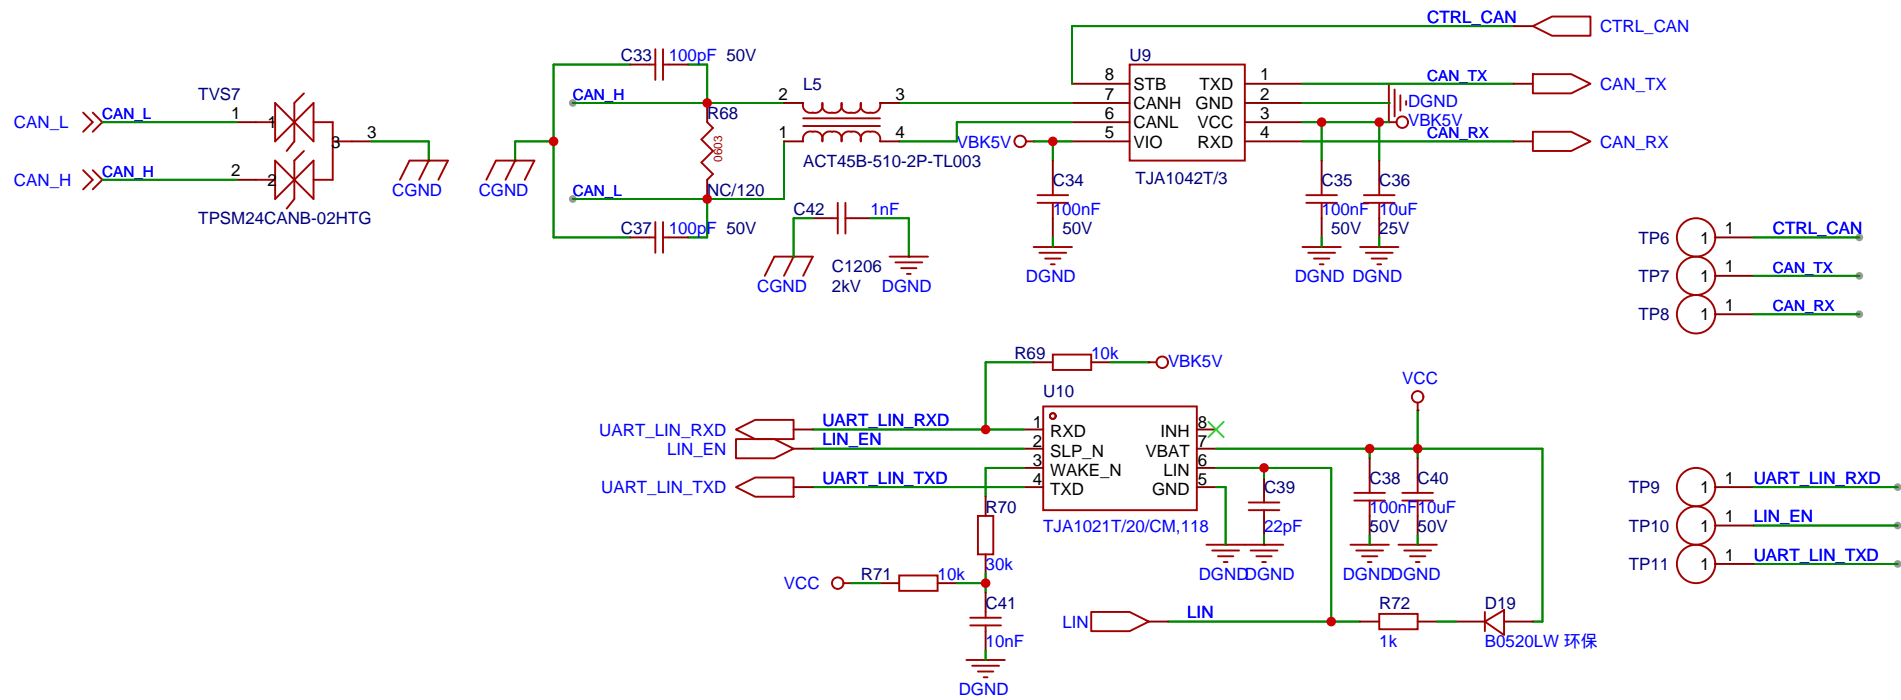 CTRL_CAN
CTRL_CAN
C33 100pF 50V
U9
TVS7
L5
8 STB TXD 1 CAN_TX CAN_TX
CAN_H 2 3 7 CANH GND 2 DGND
CAN_L CAN_L 1 1 R68
1 4 6 CANL VCC 3 VBK5V
3 3 0603 VBK5V 5 VIO RXD 4 CAN_RX CAN_RX
ACT45B-510-2P-TL003
CAN_H CAN_H 2 2 CGND CGND CAN_L NC/120
TJA1042T/3
C34 C35 C36
TPSM24CANB-02HTG
C42 1nF 100nF 100nF 10uF
C37 100pF 50V 50V 50V 25V
TP6 1 1 CTRL_CAN
C1206
TP7 1 1 CAN_TX
CGND 2kV DGND DGND DGND DGND
TP8 1 1 CAN_RX
R69 10k VBK5V
VCC
U10
UART_LIN_RXD UART_LIN_RXD 1 RXD INH 8
LIN_EN LIN_EN 2 SLP_N VBAT 7
3 WAKE_N LIN 6
UART_LIN_TXD UART_LIN_TXD 4 TXD GND 5
C39 C38 C40
TP9 1 1 UART_LIN_RXD
R70 100nF 10uF
TJA1021T/20/CM,118 22pF 50V 50V
TP10 1 1 LIN_EN
30k
TP11 1 1 UART_LIN_TXD
VCC R71 10k DGND DGND DGND DGND
C41 R72 D19
LIN LIN
10nF 1k B0520LW 环保
DGND